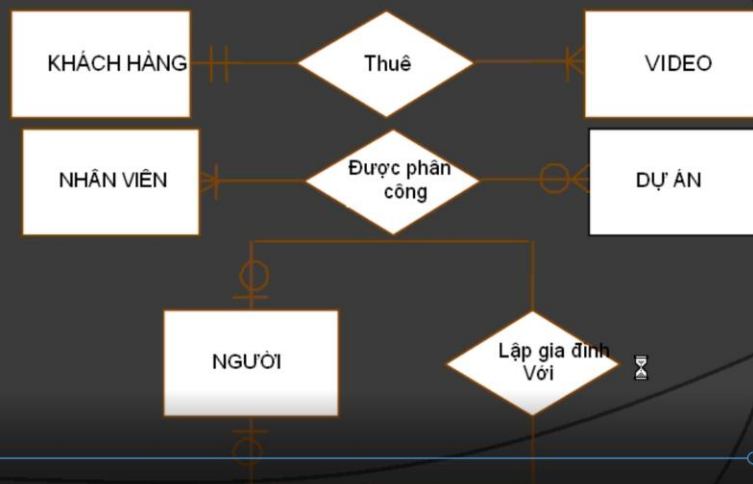 KHÁCH HÀNG
Thuê
VIDEO
NHÂN VIÊN
Được phân
công
DỰ ÁN
NGƯỜI
Lập gia đình
Với